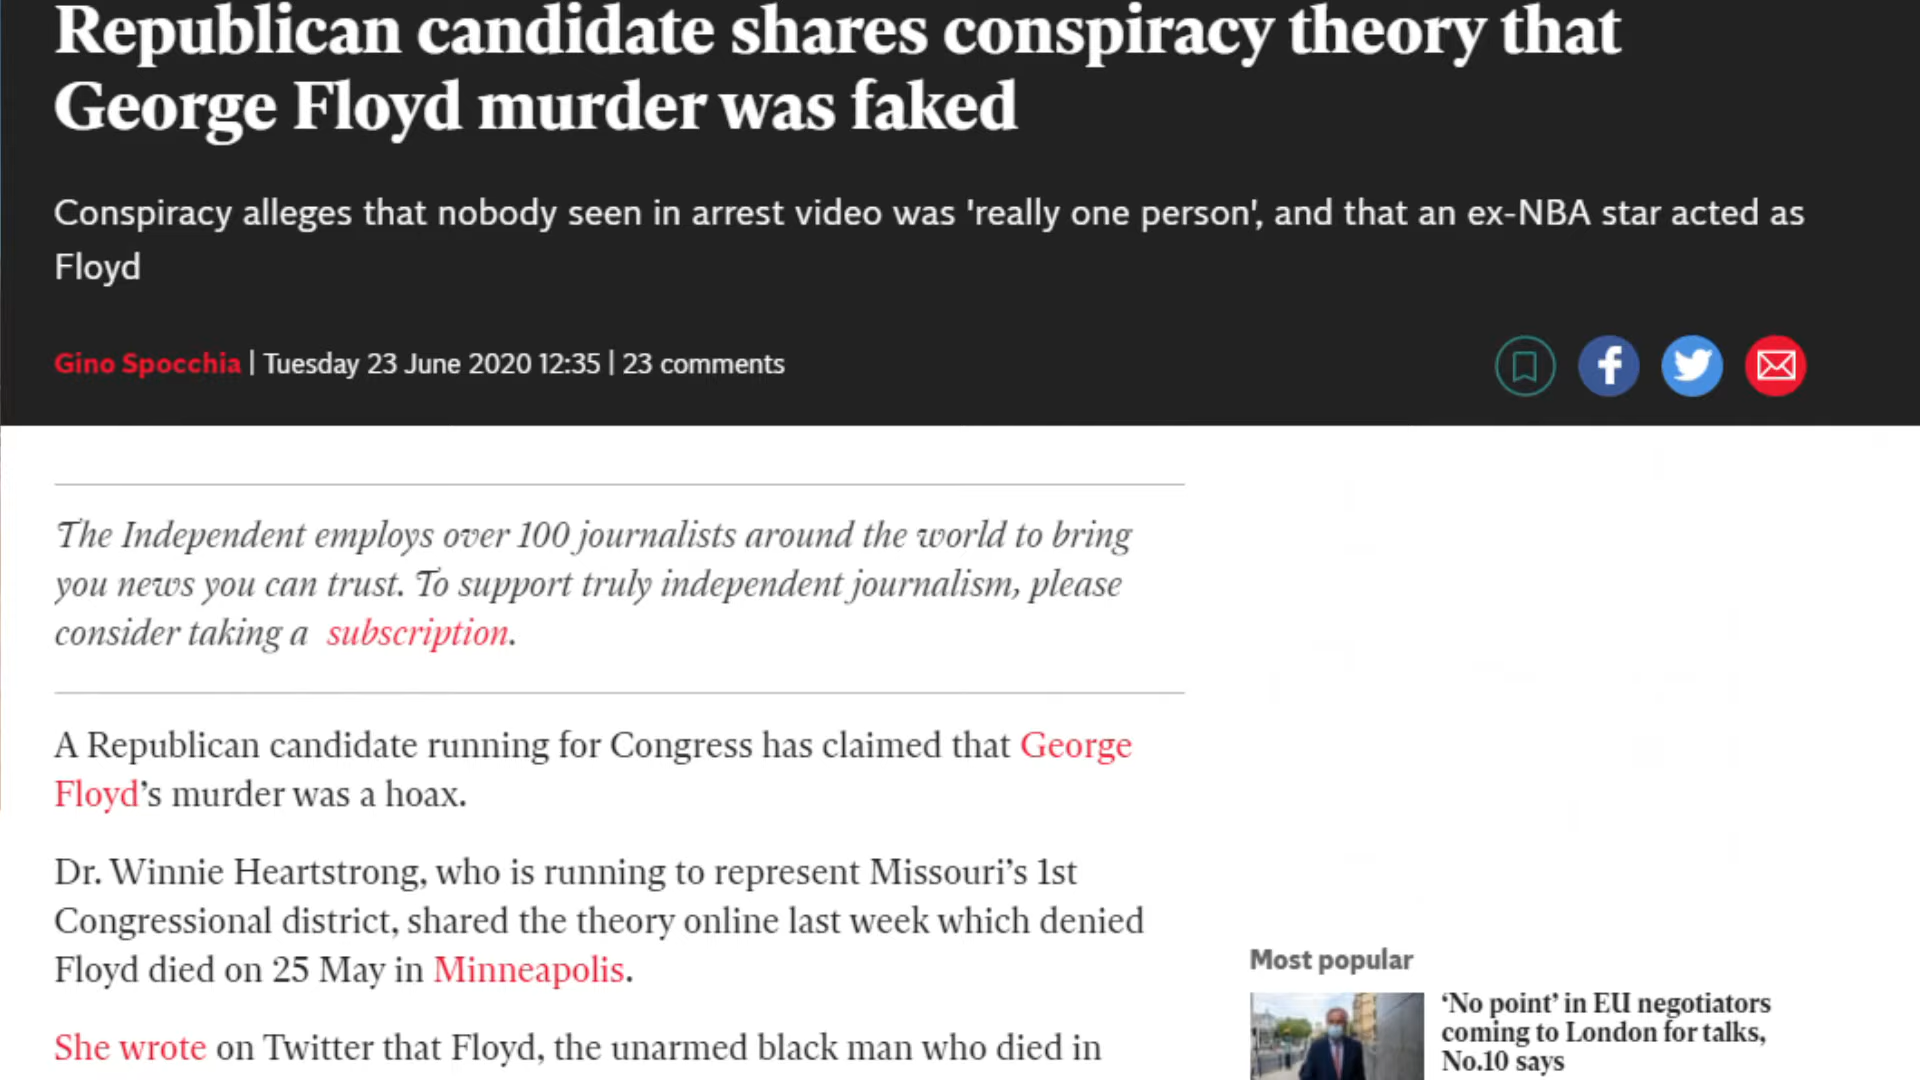 Republican candidate shares conspiracy theory that
George Floyd murder was faked
Conspiracy alleges that nobody seen in arrest video was 'really one person', and that an ex-NBA star acted as
Floyd
Gino Spocchia | Tuesday 23 June 2020 12:35 | 23 comments
The Independent employs over 100 journalists around the world to bring
you news you can trust. To support truly independent journalism, please
consider taking a subscription.
A Republican candidate running for Congress has claimed that George
Floyd’s murder was a hoax.
Dr. Winnie Heartstrong, who is running to represent Missouri’s 1st
Congressional district, shared the theory online last week which denied
Floyd died on 25 May in Minneapolis.
She wrote on Twitter that Floyd, the unarmed black man who died in
Most popular
‘No point’ in EU negotiators
coming to London for talks,
No.10 says